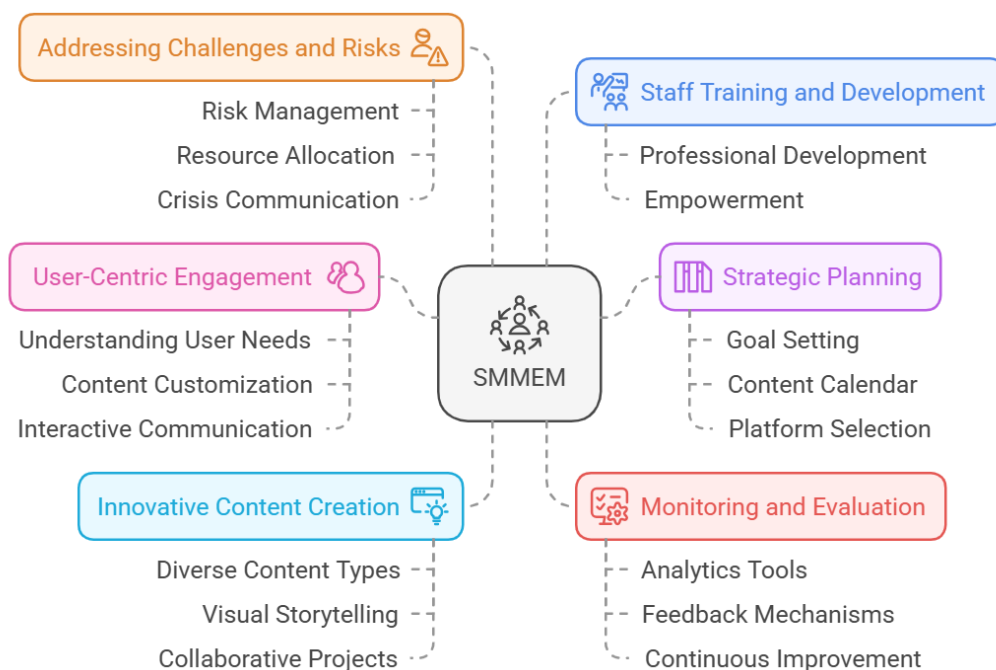 Addressing Challenges and Risks
Risk Management
Resource Allocation
Crisis Communication
Staff Training and Development
Professional Development
Empowerment
User-Centric Engagement
Understanding User Needs
Content Customization
Interactive Communication
SMMEM
Strategic Planning
Goal Setting
Content Calendar
Platform Selection
Innovative Content Creation
Diverse Content Types
Visual Storytelling
Collaborative Projects
Monitoring and Evaluation
Analytics Tools
Feedback Mechanisms
Continuous Improvement